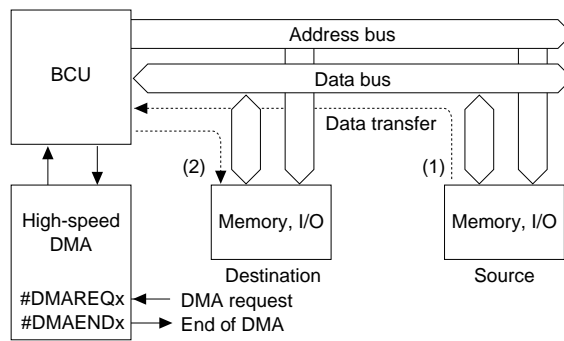 Address bus
BCU
Data bus
Data transfer
(2)
(1)
High-speed
DMA
Memory, I/O
Memory, I/O
Destination
Source
#DMAREQx
DMA request
#DMAENDx
End of DMA